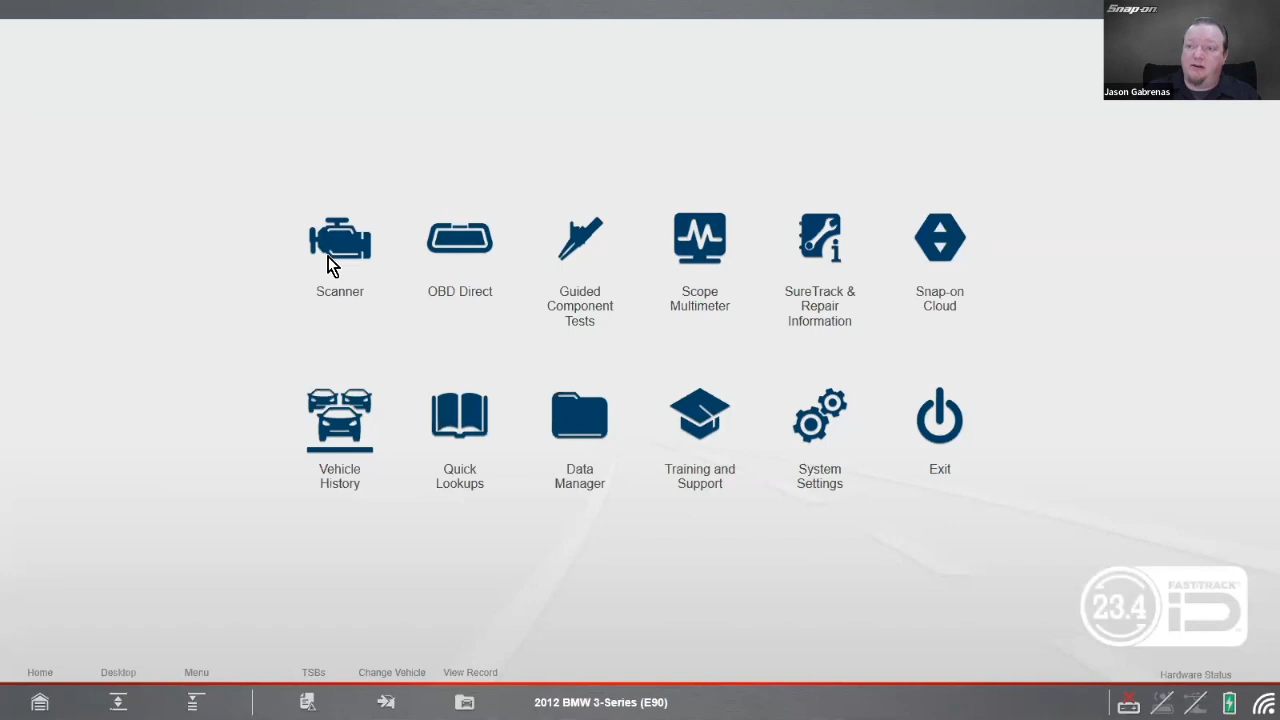 Snap-on
Jason Gabrenas
Scanner
OBD Direct
Guided
Component
Tests
Scope
Multimeter
SureTrack &
Repair
Information
Snap-on
Cloud
Vehicle
History
Quick
Lookups
Data
Manager
Training and
Support
System
Settings
Exit
23.4
FAST-TRACK
iD
Home
Desktop
Menu
TSBs
Change Vehicle
View Record
Hardware Status
2012 BMW 3-Series (E90)